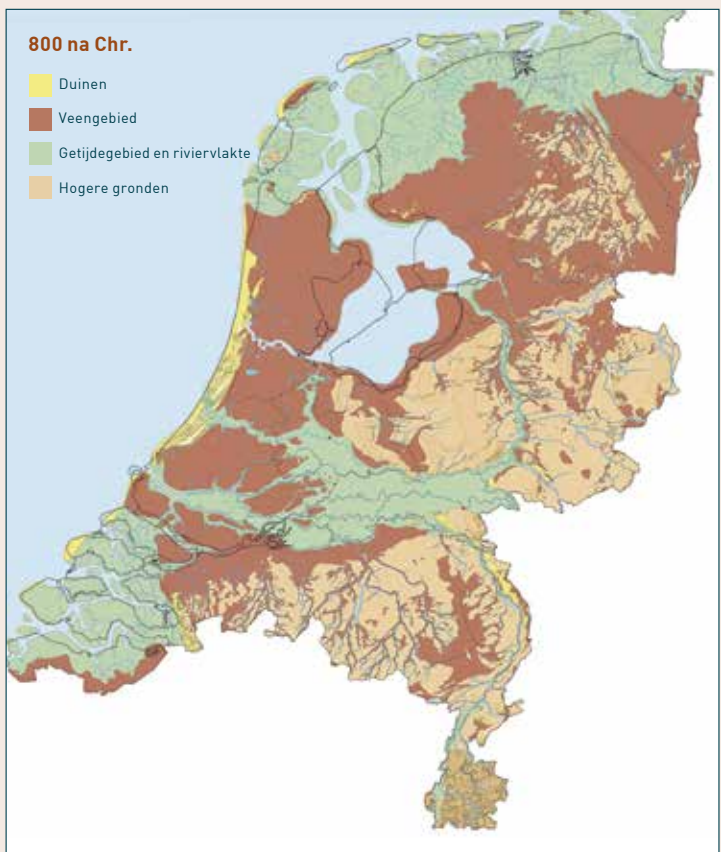 800 na Chr.
Duinen
Veengebied
Getijdegebied en riviervlakte
Hogere gronden